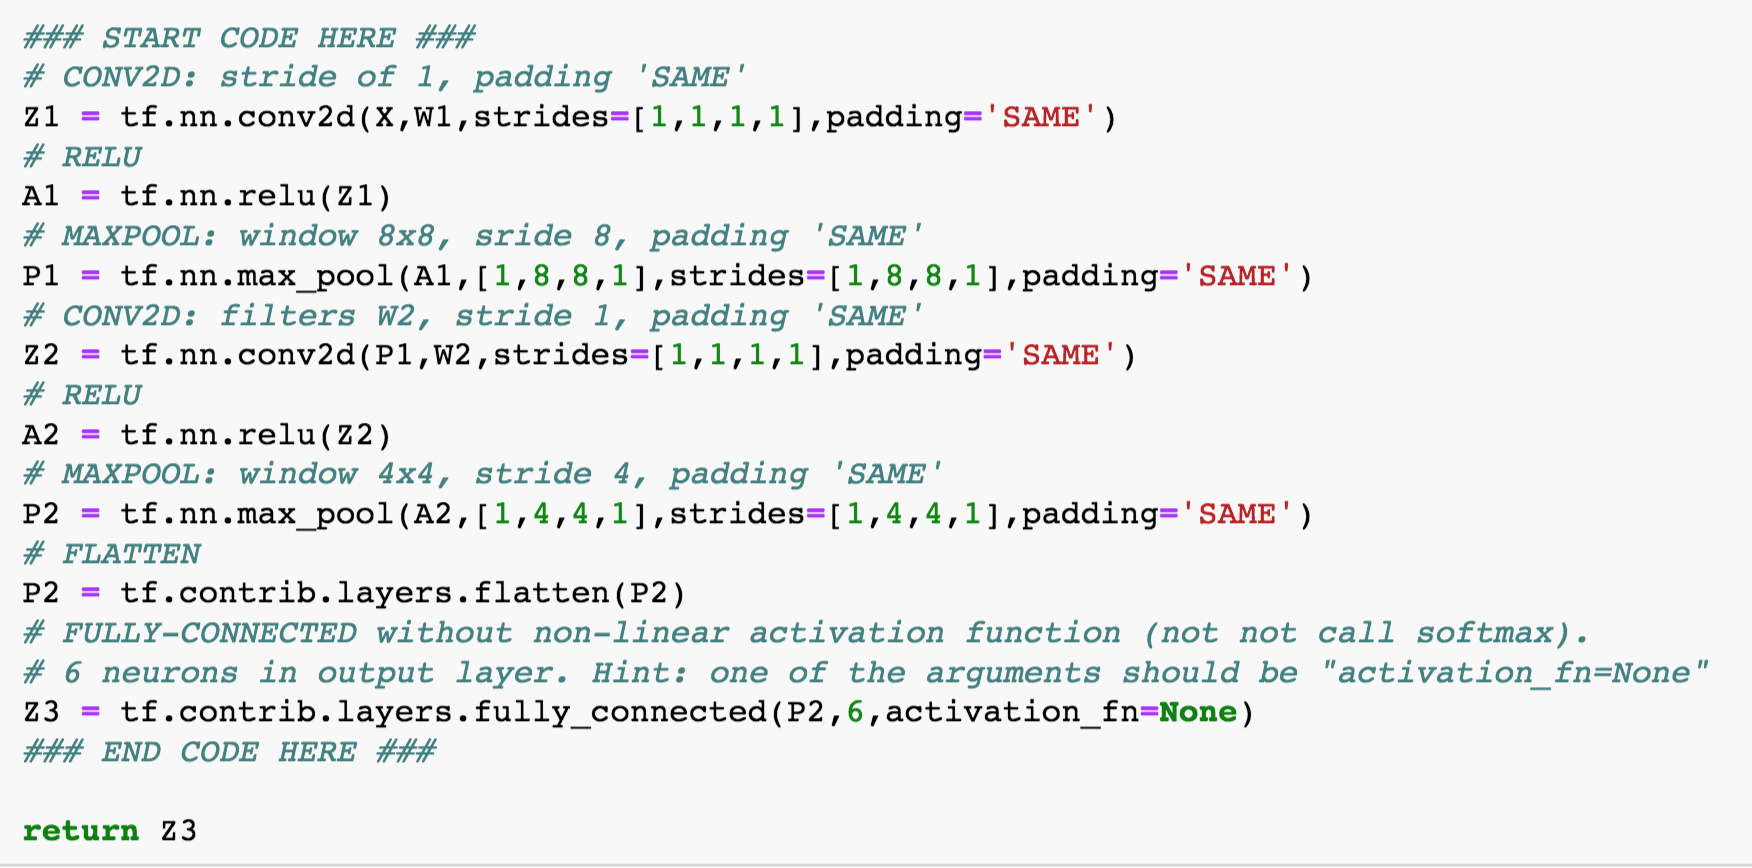 ### START CODE HERE ###
# CONV2D: stride of 1, padding 'SAME'
Z1 = tf.nn.conv2d(X,W1,strides=[1,1,1,1],padding='SAME')
# RELU
A1 = tf.nn.relu(Z1)
# MAXPOOL: window 8x8, sride 8, padding 'SAME'
P1 = tf.nn.max_pool(A1,[1,8,8,1],strides=[1,8,8,1],padding='SAME')
# CONV2D: filters W2, stride 1, padding 'SAME'
Z2 = tf.nn.conv2d(P1,W2,strides=[1,1,1,1],padding='SAME')
# RELU
A2 = tf.nn.relu(Z2)
# MAXPOOL: window 4x4, stride 4, padding 'SAME'
P2 = tf.nn.max_pool(A2,[1,4,4,1],strides=[1,4,4,1],padding='SAME')
# FLATTEN
P2 = tf.contrib.layers.flatten(P2)
# FULLY-CONNECTED without non-linear activation function (not not call softmax).
# 6 neurons in output layer. Hint: one of the arguments should be "activation_fn=None"
Z3 = tf.contrib.layers.fully_connected(P2,6,activation_fn=None)
### END CODE HERE ###
return Z3